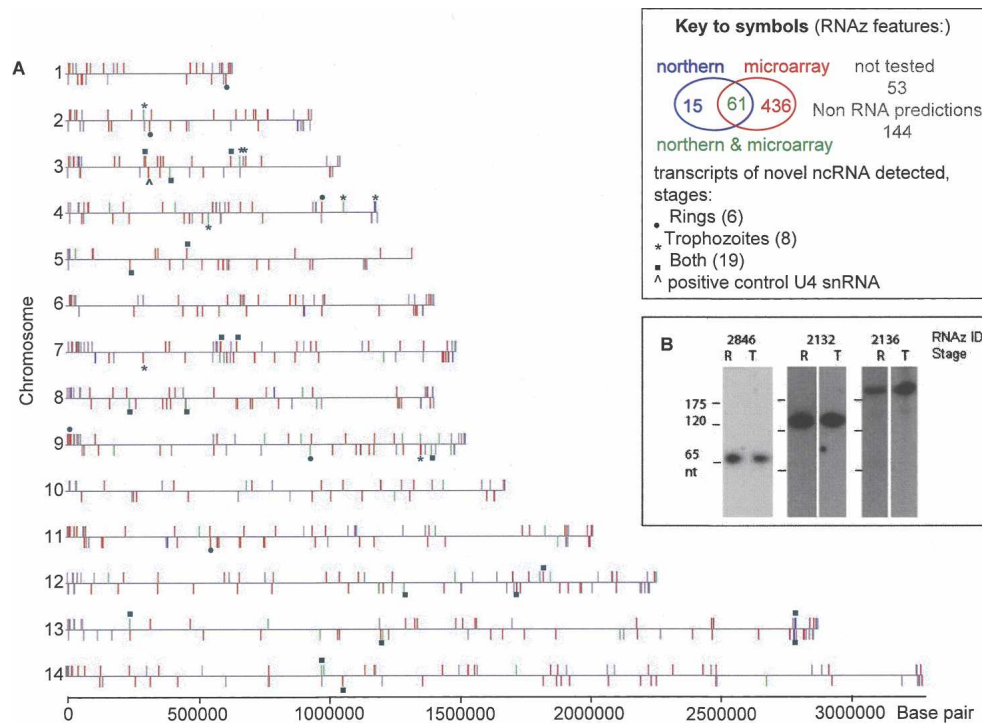 A
Chromosome
1
2
3
4
5
6
7
8
9
10
11
12
13
14
0 500000 1000000 1500000 2000000 2500000 3000000 Base pair
Key to symbols (RNAz features:)
northern microarray not tested
53
15 61 436
Non RNA predictions
144
northern & microarray
transcripts of novel ncRNA detected,
stages:
• Rings (6)
* Trophozoites (8)
■ Both (19)
^ positive control U4 snRNA
B
2846 2132 2136 RNAz ID
R T R T R T Stage
175
120
65
nt